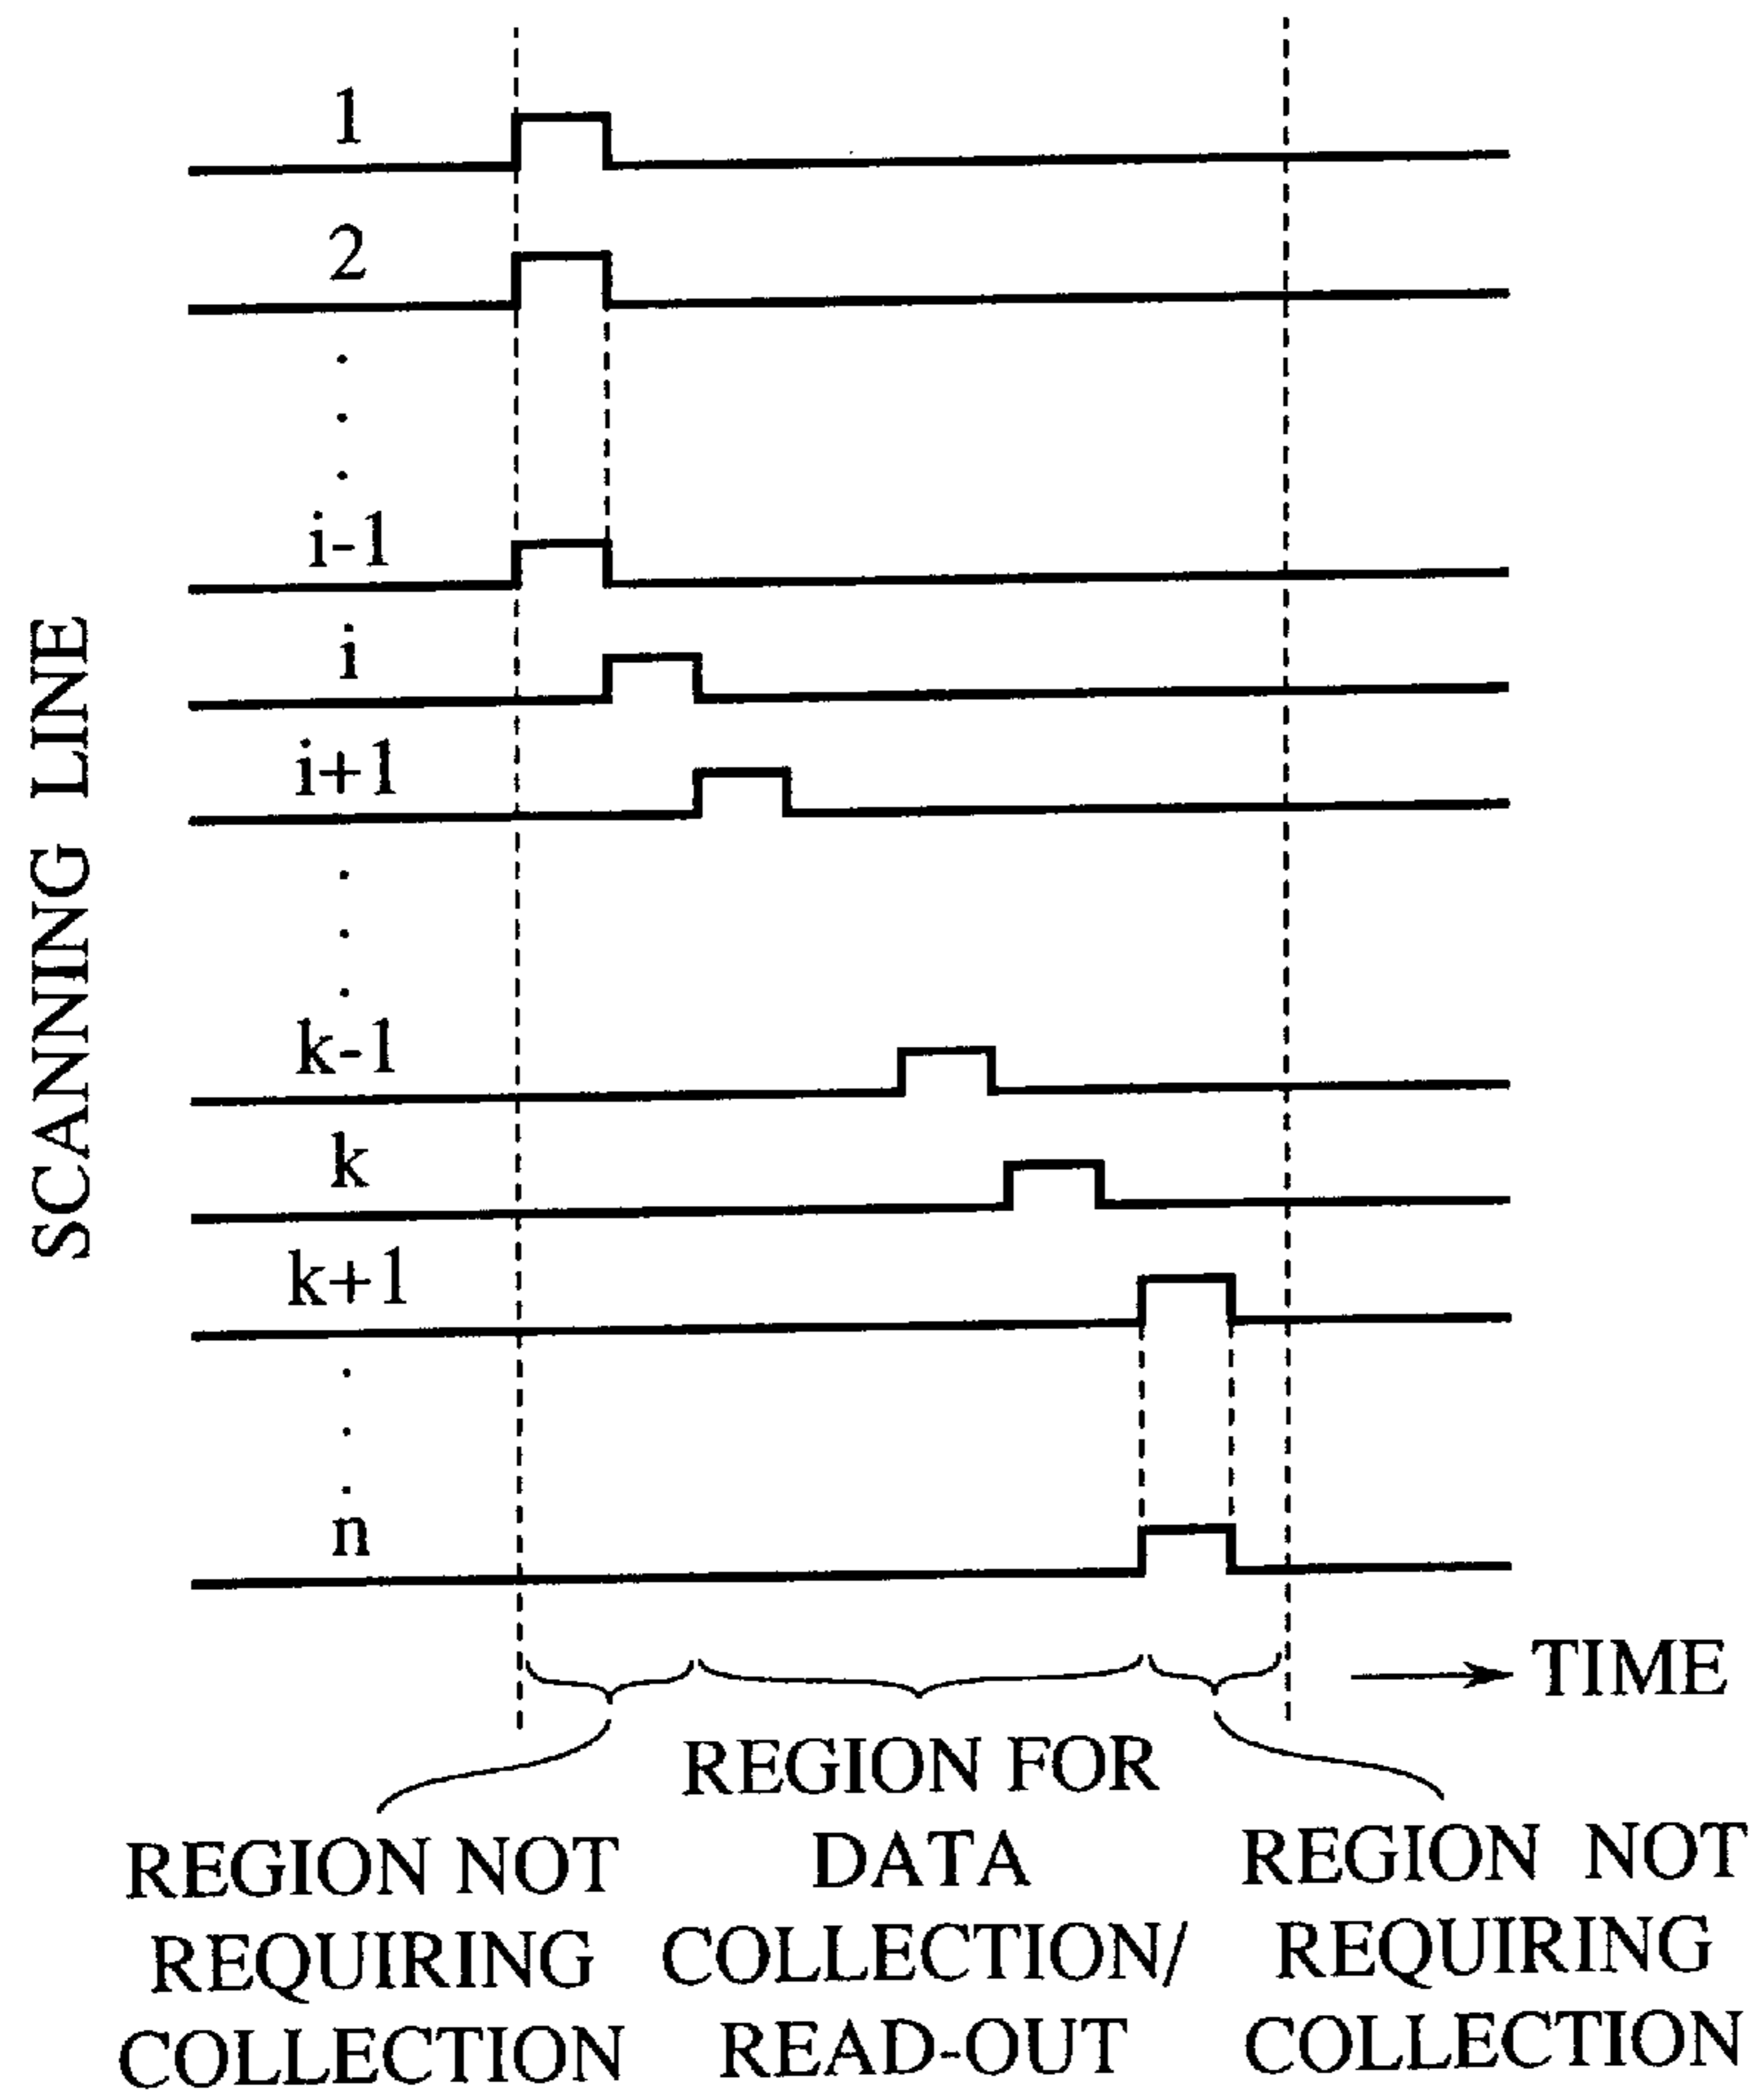 1
2
i-1
i
i+1
k-1
k
k+1
n
SCANNING LINE
TIME
REGION NOT
REQUIRING
COLLECTION
REGION FOR
DATA
COLLECTION/
READ-OUT
REGION NOT
REQUIRING
COLLECTION